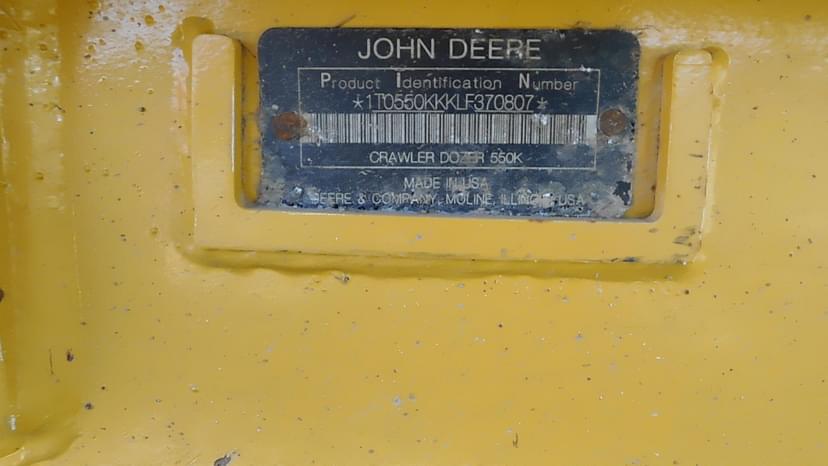 JOHN DEERE
Product Identification Number
*1T0550KKKLF370807*
CRAWLER DOZER 550K
MADE IN USA
DEERE & COMPANY, MOLINE, ILLINOIS, USA